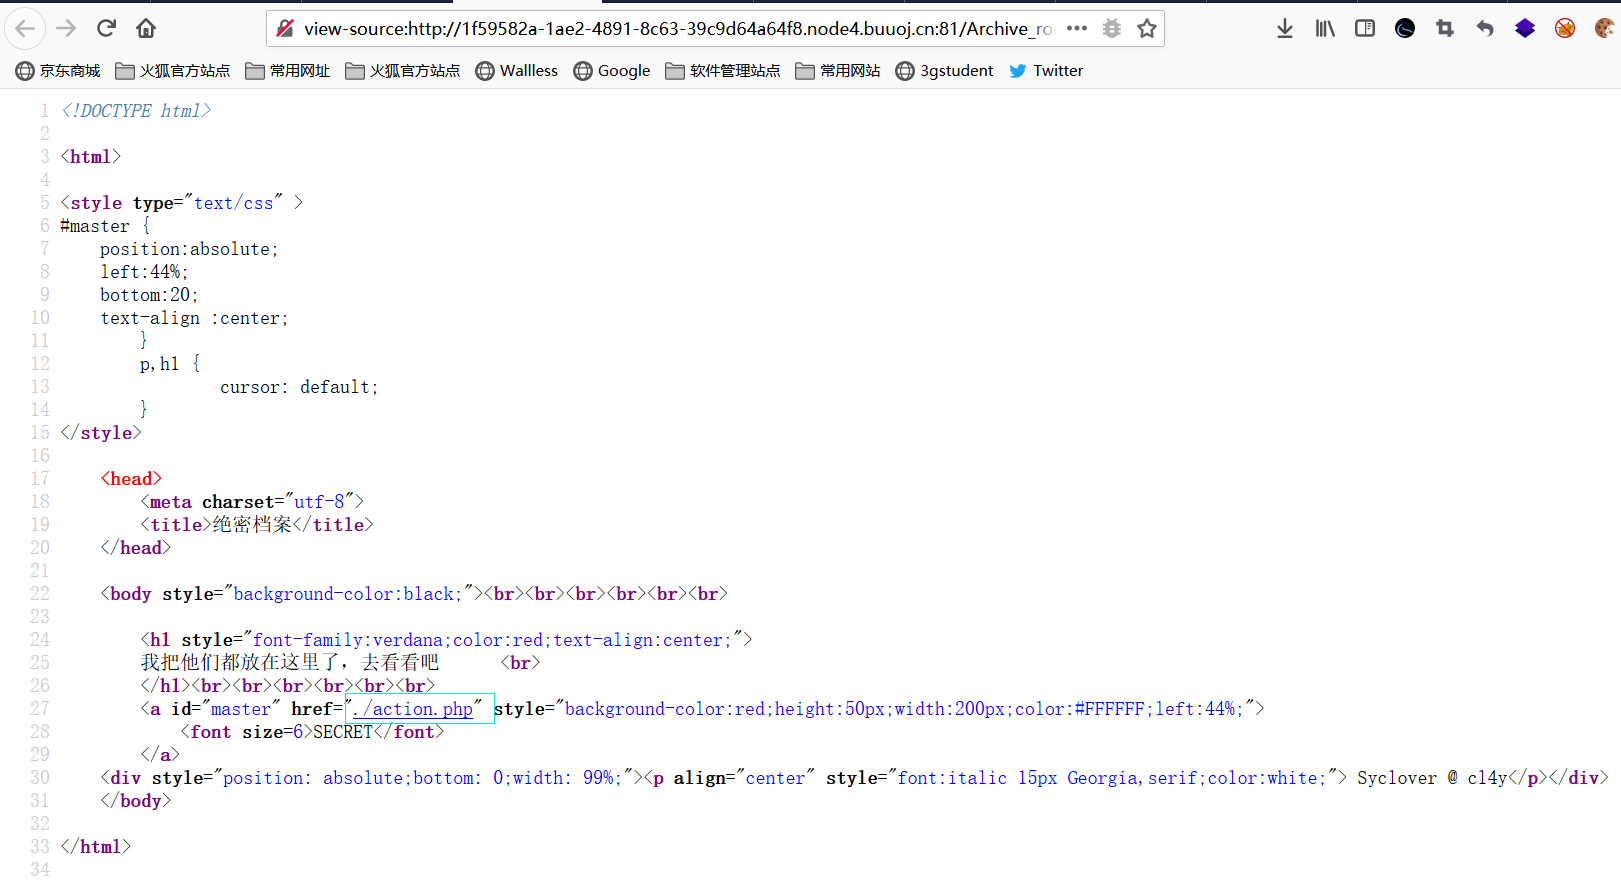 view-source:http://1f59582a-1ae2-4891-8c63-39c9d64a64f8.node4.buuoj.cn:81/Archive_ro
京东商城 火狐官方站点 常用网址 火狐官方站点 Wallless Google 软件管理站点 常用网站 3gstudent Twitter
1 <!DOCTYPE html>
2
3 <html>
4
5 <style type="text/css" >
6 #master {
7 position:absolute;
8 left:44%;
9 bottom:20;
10 text-align :center;
11 }
12 p,h1 {
13 cursor: default;
14 }
15 </style>
16
17 <head>
18 <meta charset="utf-8">
19 <title>绝密档案</title>
20 </head>
21
22 <body style="background-color:black;"><br><br><br><br><br><br>
23
24 <h1 style="font-family:verdana;color:red;text-align:center;">
25 我把他们都放在这里了，去看看吧 <br>
26 </h1><br><br><br><br><br><br>
27 <a id="master" href="./action.php" style="background-color:red;height:50px;width:200px;color:#FFFFFF;left:44%;">
28 <font size=6>SECRET</font>
29 </a>
30 <div style="position: absolute;bottom: 0;width: 99%;"><p align="center" style="font:italic 15px Georgia,serif;color:white;"> Syclover @ cl4y</p></div>
31 </body>
32
33 </html>
34